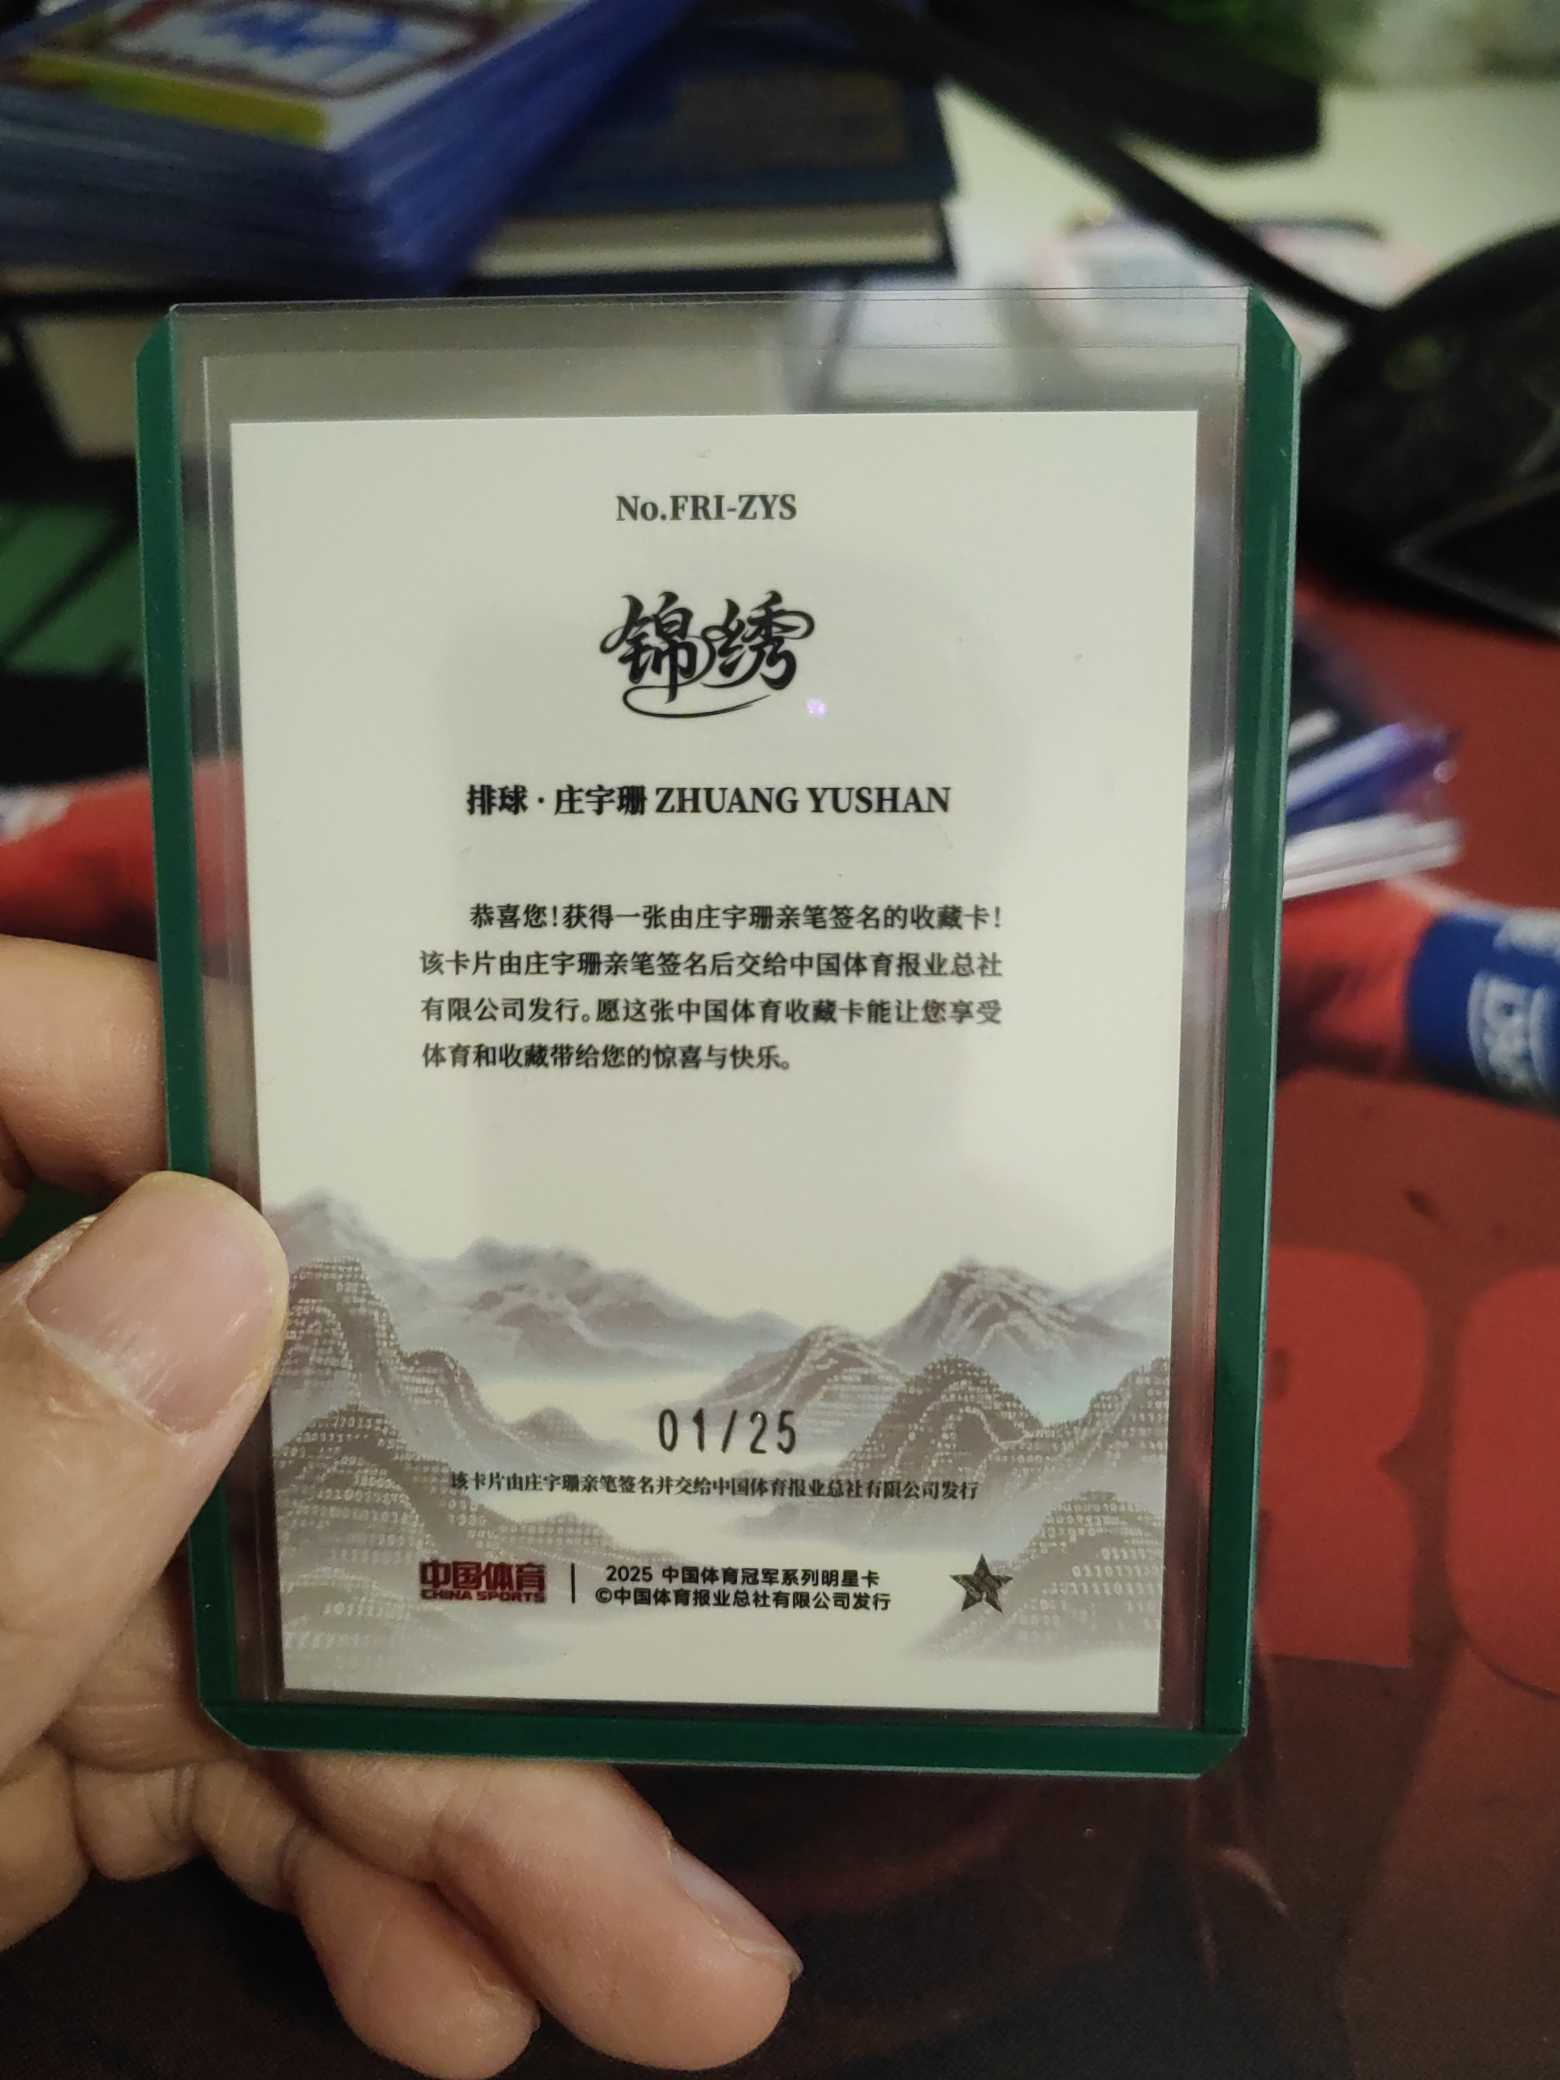 No.FRI-ZYS
锦绣
排球·庄宇珊 ZHUANG YUSHAN
恭喜您！获得一张由庄宇珊亲笔签名的收藏卡！
该卡片由庄宇珊亲笔签名后交给中国体育报业总社
有限公司发行。愿这张中国体育收藏卡能让您享受
体育和收藏带给您的惊喜与快乐。
01/25
该卡片由庄宇珊亲笔签名并交给中国体育报业总社有限公司发行
中国体育
CHINA SPORTS
2025 中国体育冠军系列明星卡
©中国体育报业总社有限公司发行